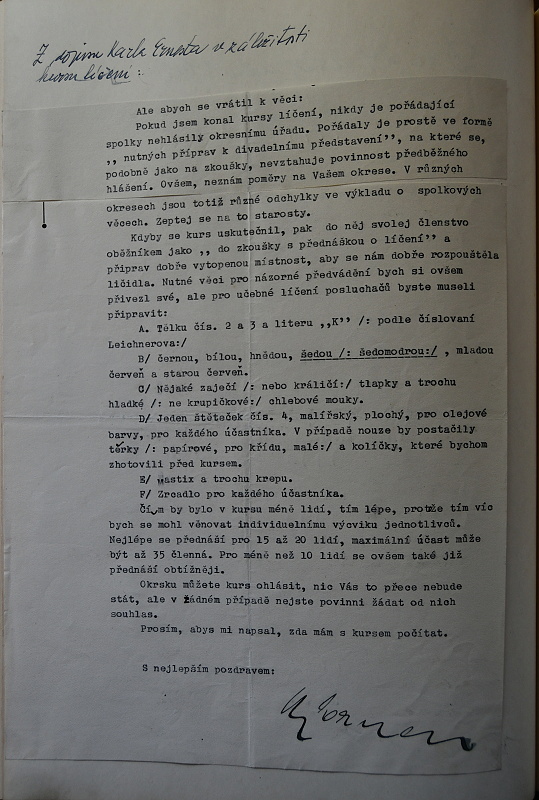 Z dopisu Karla Ernesta v záležitosti
líčení:
Ale abych se vrátil k věci:
Pokud jsem konal kursy líčení, nikdy je pořádající
spolky nehlásily okresnímu úřadu. Pořádaly je prostě ve formě
,, nutných příprav k divadelnímu představení’’, na které se,
podobně jako na zkoušky, nevztahuje povinnost předběžného
hlášení. Ovšem, neznám poměry na Vašem okrese. V různých
okresech jsou totiž různé odchylky ve výkladu o spolkových
věcech. Zeptej se na to starosty.
Kdyby se kurs uskutečnil, pak do něj svolej členstvo
oběžníkem jako ,, do zkoušky s přednáškou o líčení’’ a
připrav dobře vytopenou místnost, aby se nám dobře rozpouštěla
líčidla. Nutné věci pro názorné předvádění bych si ovšem
přivezl své, ale pro učebné líčení posluchačů byste museli
připravit:
A. Tělku čís. 2 a 3 a literu ,,K’’ /: podle číslovaní
Leichnerova:/
B/ černou, bílou, hnědou, šedou /: šedomodrou:/ , mladou
červeň a starou červeň.
C/ Nějaké zaječí /: nebo králičí:/ tlapky a trochu
hladké /: ne krupičkové:/ chlebové mouky.
D/ Jeden štěteček čís. 4, malířský, plochý, pro olejové
barvy, pro každého účastníka. V případě nouze by postačily
těrky /: papírové, pro křídu, malé:/ a kolíčky, které bychom
zhotovili před kursem.
E/ mastix a trochu krepu.
F/ Zrcadlo pro každého účastníka.
Čím by bylo v kursu méně lidí, tím lépe, protže tím víc
bych se mohl věnovat individuelnímu výcviku jednotlivců.
Nejlépe se přednáší pro 15 až 20 lidí, maximální účast může
být až 35 členná. Pro méně než 10 lidí se ovšem také již
přednáší obtížněji.
Okrsku můžete kurs ohlásit, nic Vás to přece nebude
stát, ale v žádném případě nejste povinni žádat od nich
souhlas.
Prosím, abys mi napsal, zda mám s kursem počítat.
S nejlepším pozdravem: